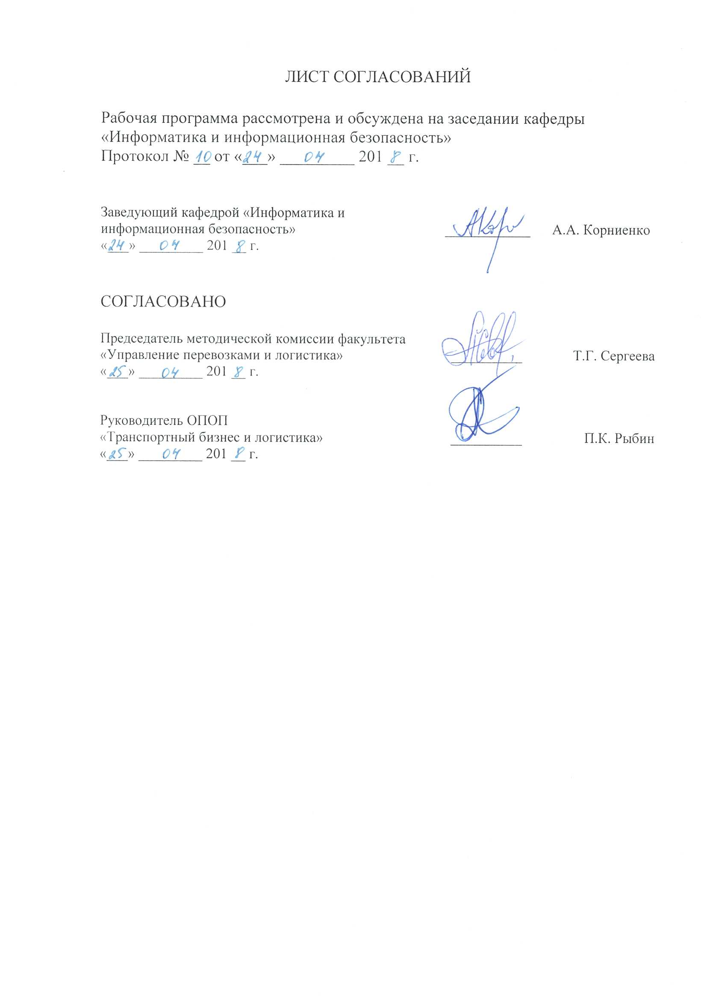 ЛИСТ СОГЛАСОВАНИЙ
Рабочая программа рассмотрена и обсуждена на заседании кафедры
«Информатика и информационная безопасность»
Протокол № 10 от «24» 04 2018 г.
Заведующий кафедрой «Информатика и
информационная безопасность» А.А. Корниенко
«24» 04 2018 г.
СОГЛАСОВАНО
Председатель методической комиссии факультета
«Управление перевозками и логистика» Т.Г. Сергеева
«25» 04 2018 г.
Руководитель ОПОП
«Транспортный бизнес и логистика» П.К. Рыбин
«25» 04 2018 г.